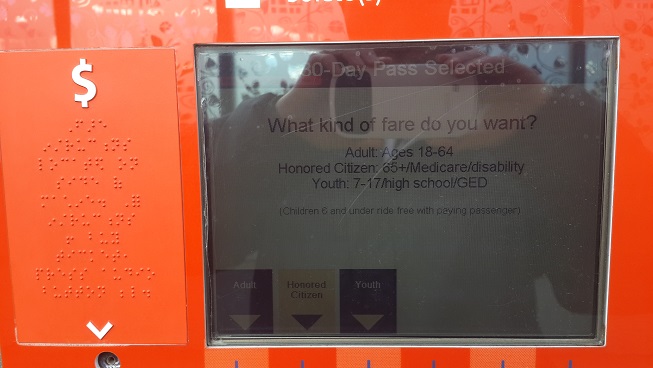 $
30-Day Pass Selected
What kind of fare do you want?
Adult: Ages 18-64
Honored Citizen: 65+/Medicare/disability
Youth: 7-17/high school/GED
(Children 6 and under ride free with paying passenger)
Adult
Honored
Citizen
Youth